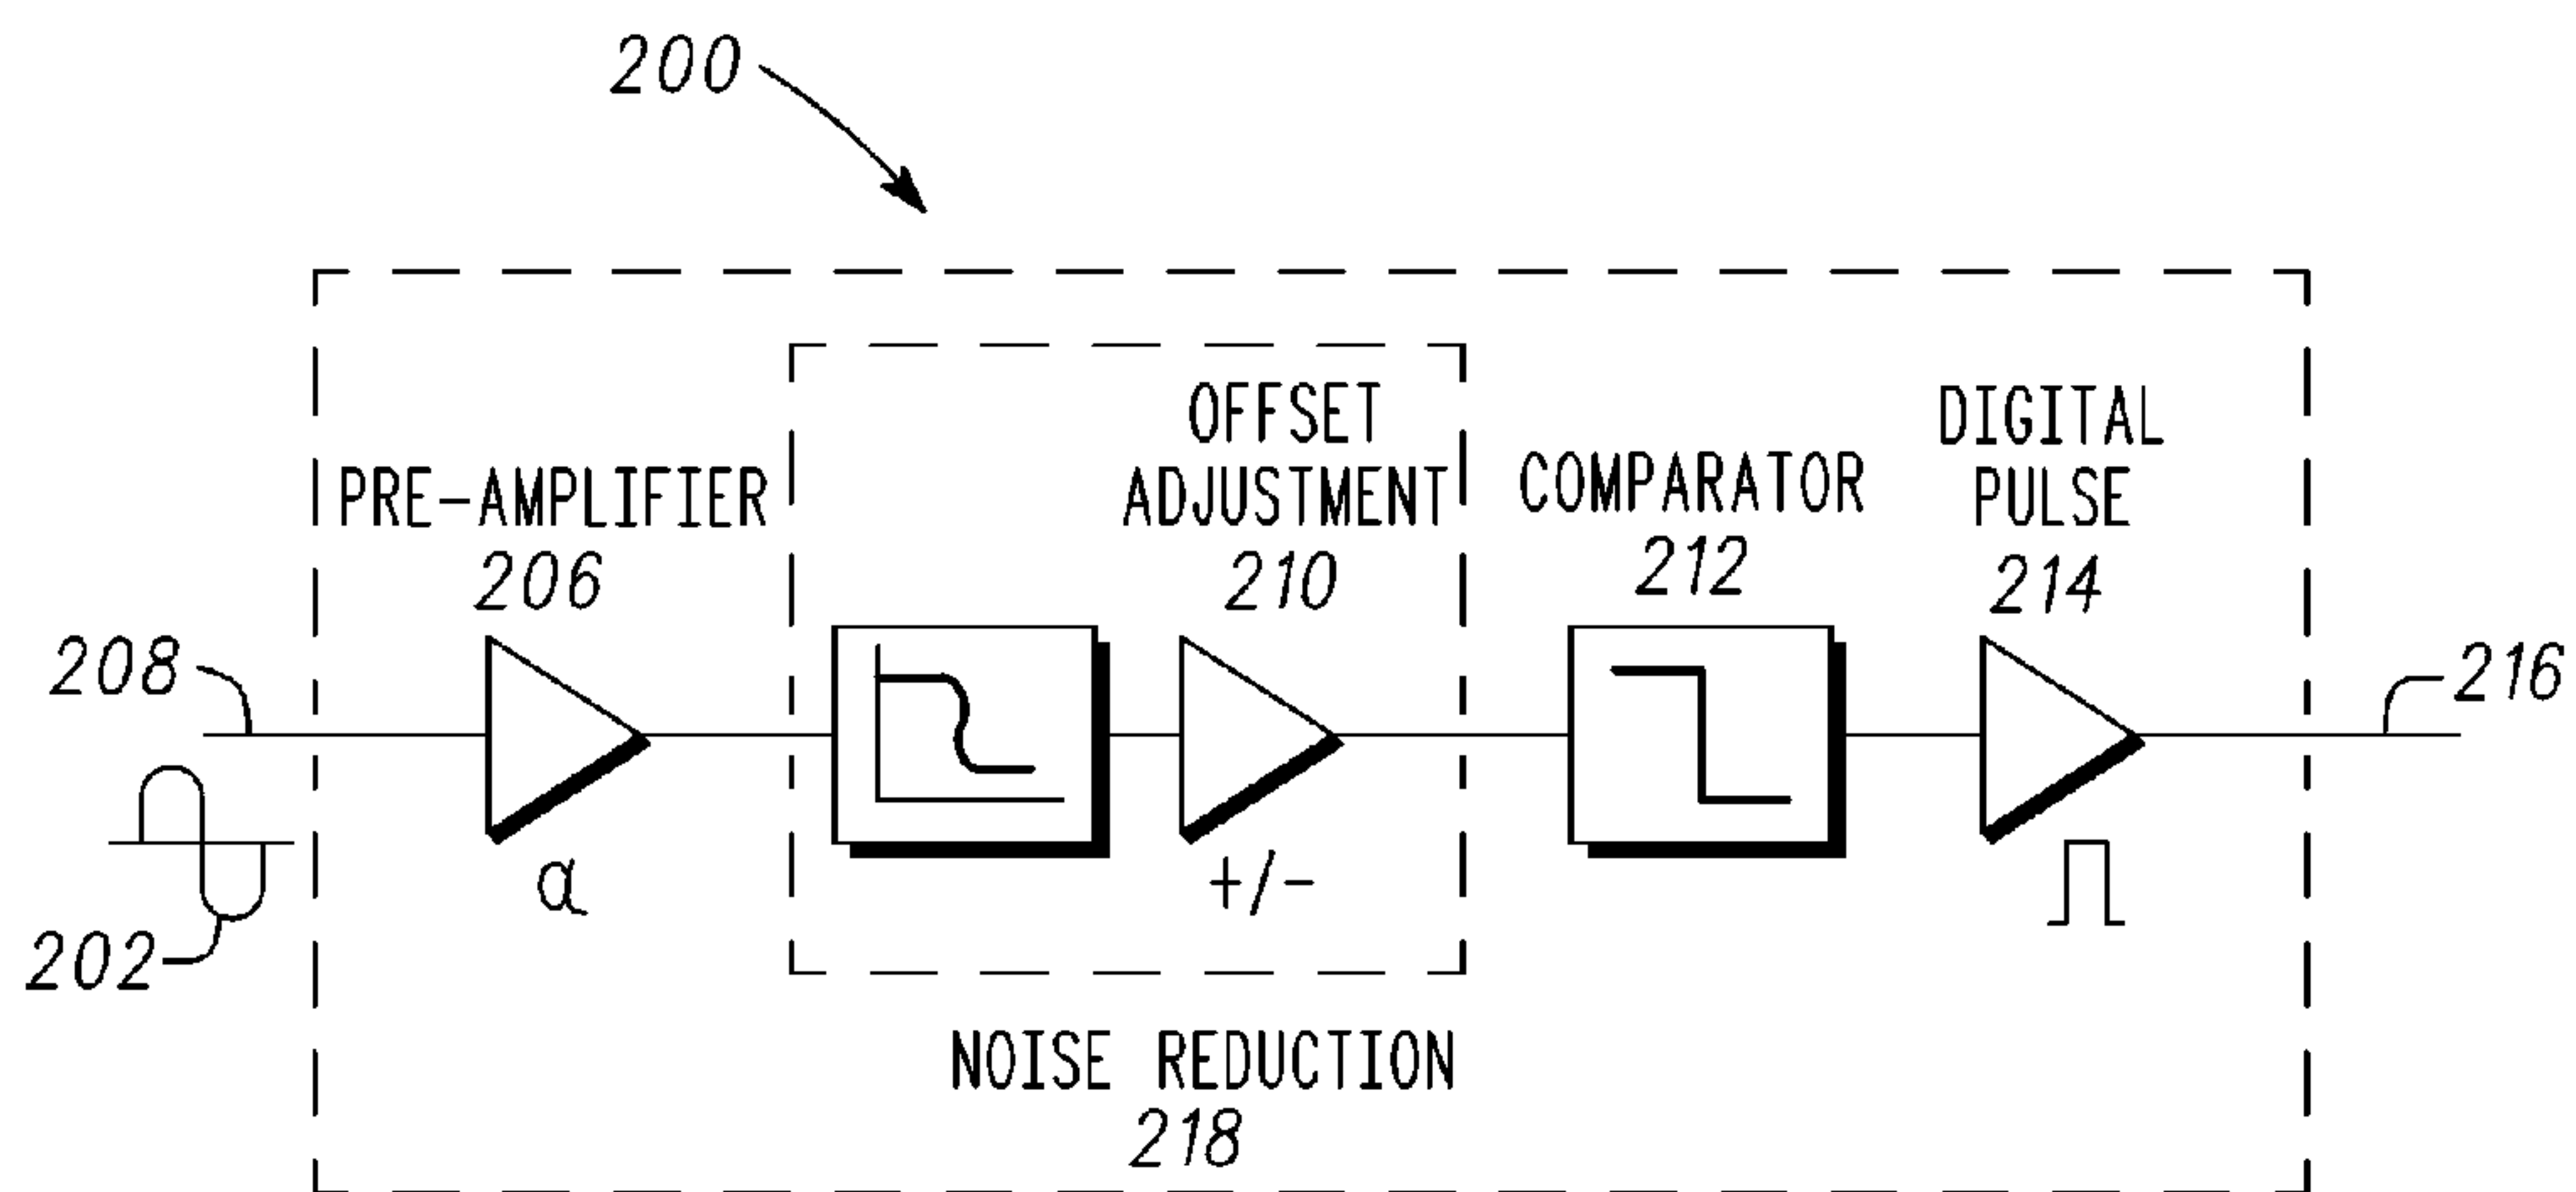 200
OFFSET
ADJUSTMENT
210
DIGITAL
PULSE
214
PRE-AMPLIFIER
206
COMPARATOR
212
208
216
202
α
+/-
NOISE REDUCTION
218